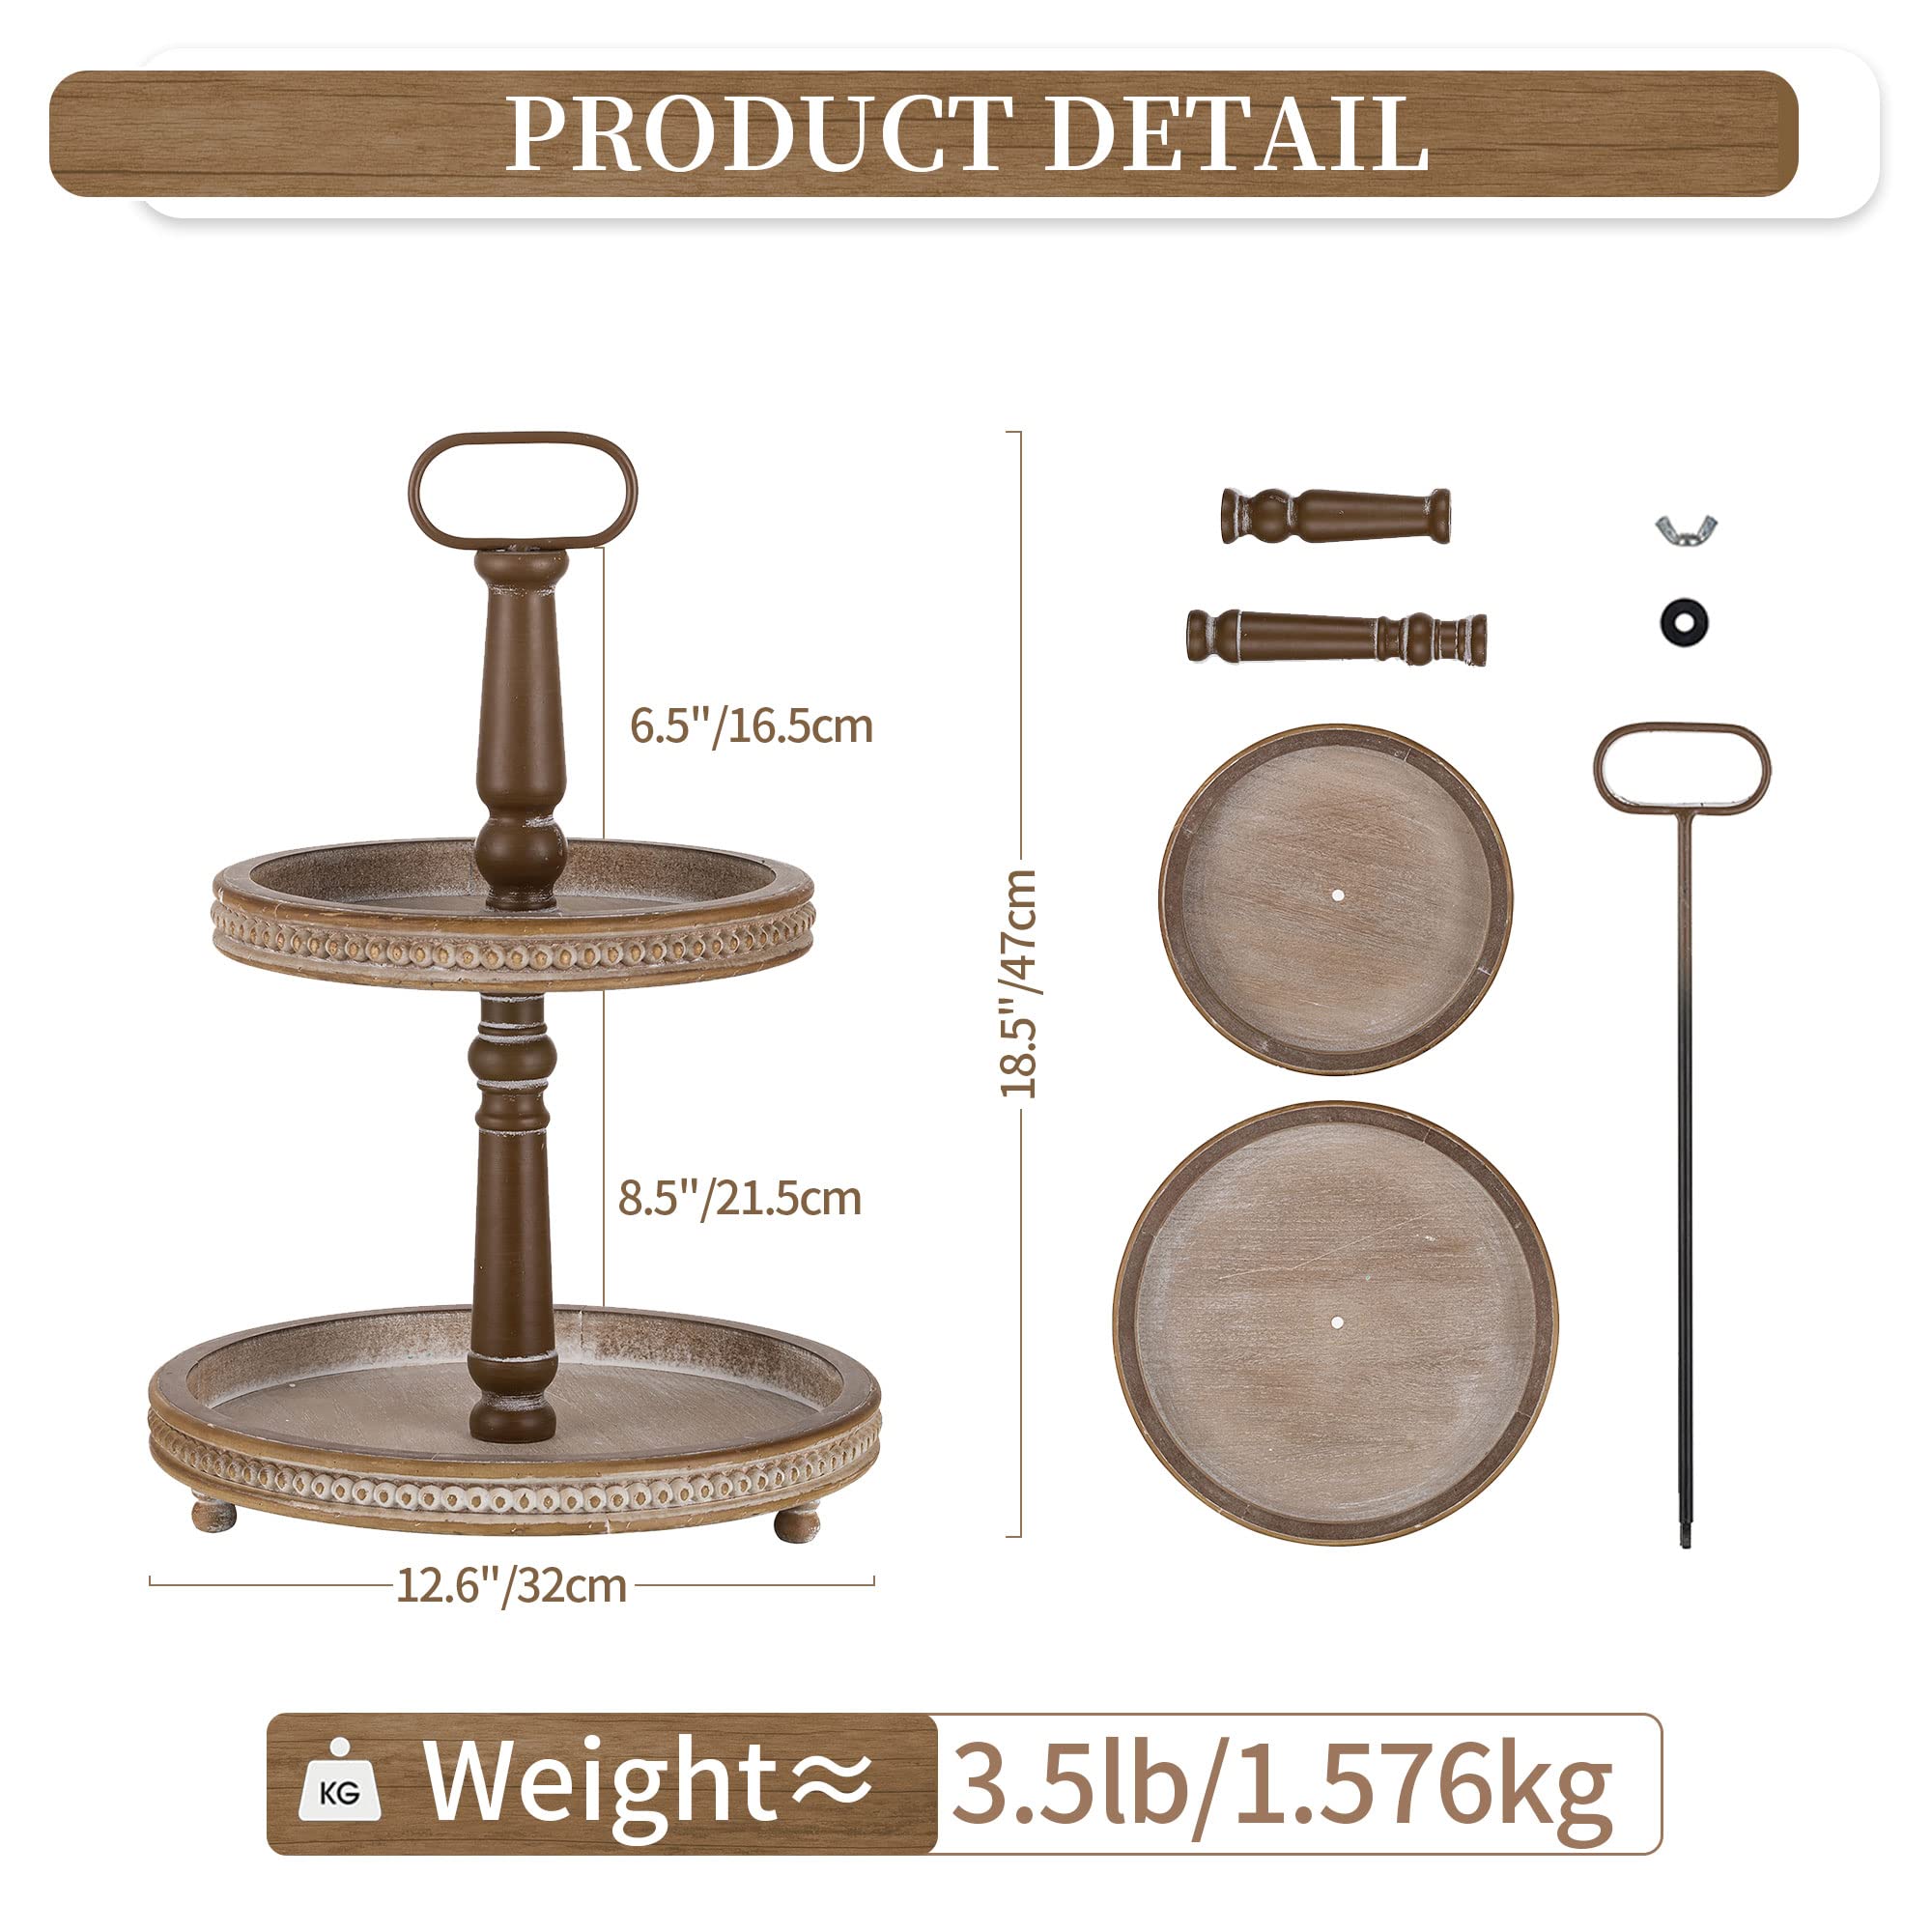 PRODUCT DETAIL
6.5"/16.5cm
18.5"/47cm
8.5"/21.5cm
12.6"/32cm
KG Weight≈ 3.5lb/1.576kg